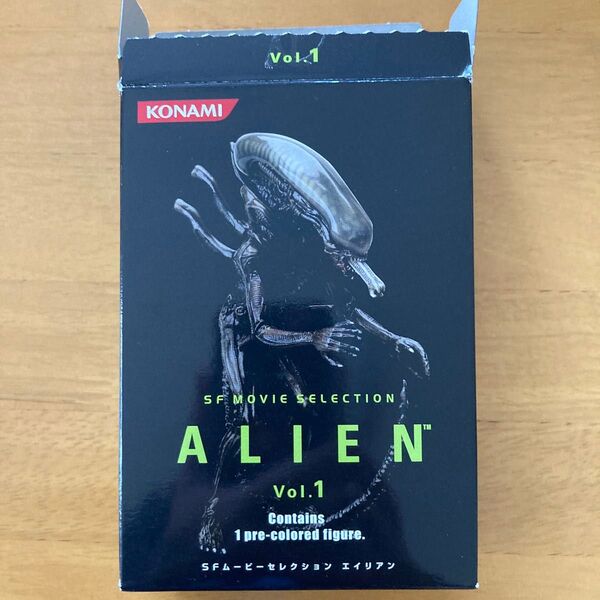 Vol.1
KONAMI
SF MOVIE SELECTION
ALIEN™
Vol.1
Contains
1 pre-colored figure.
SFムービーセレクション エイリアン